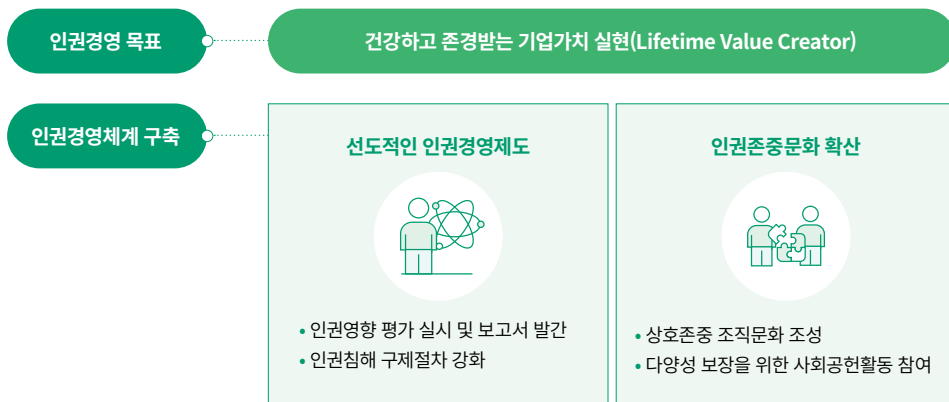 인권경영 목표
건강하고 존경받는 기업가치 실현(Lifetime Value Creator)
인권경영체계 구축
선도적인 인권경영제도
• 인권영향 평가 실시 및 보고서 발간
• 인권침해 구제절차 강화
인권존중문화 확산
• 상호존중 조직문화 조성
• 다양성 보장을 위한 사회공헌활동 참여